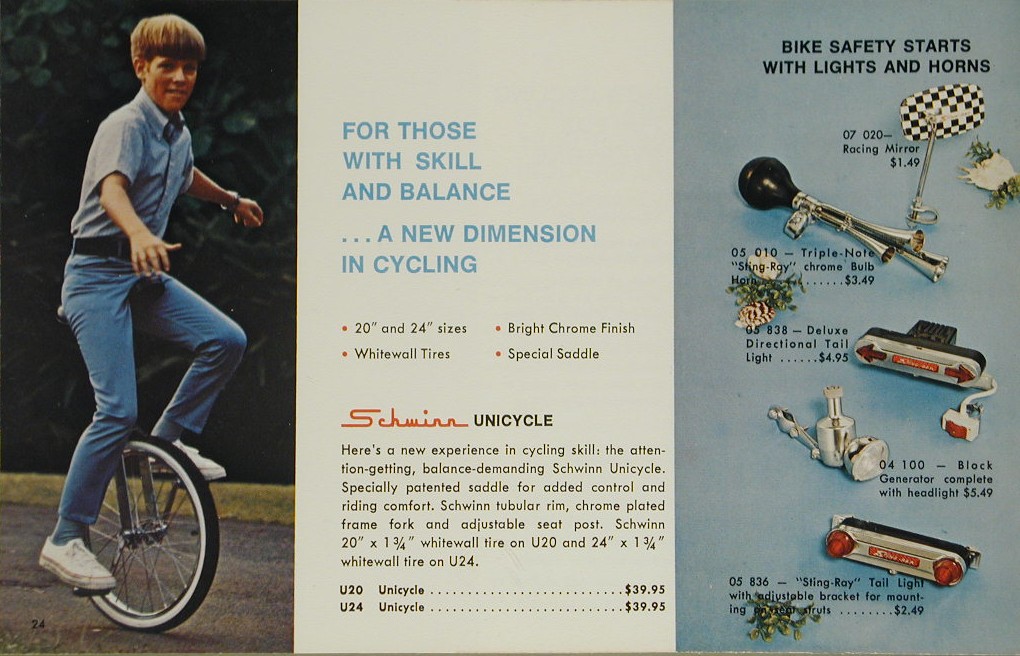 FOR THOSE
WITH SKILL
AND BALANCE
...A NEW DIMENSION
IN CYCLING
• 20" and 24" sizes
• Whitewall Tires
• Bright Chrome Finish
• Special Saddle
Schwinn UNICYCLE
Here's a new experience in cycling skill: the atten-
tion-getting, balance-demanding Schwinn Unicycle.
Specially patented saddle for added control and
riding comfort. Schwinn tubular rim, chrome plated
frame fork and adjustable seat post. Schwinn
20" x 1 3/4" whitewall tire on U20 and 24" x 1 3/4"
whitewall tire on U24.
U20 Unicycle ..........................$39.95
U24 Unicycle ..........................$39.95
24
BIKE SAFETY STARTS
WITH LIGHTS AND HORNS
07 020—
Racing Mirror
$1.49
05 010 — Triple-Note
"Sting-Ray" chrome Bulb
Horn ............$3.49
05 838 — Deluxe
Directional Tail
Light ......$4.95
04 100 — Block
Generator complete
with headlight $5.49
05 836 — "Sting-Ray" Tail Light
with adjustable bracket for mount-
ing on seat struts ........$2.49